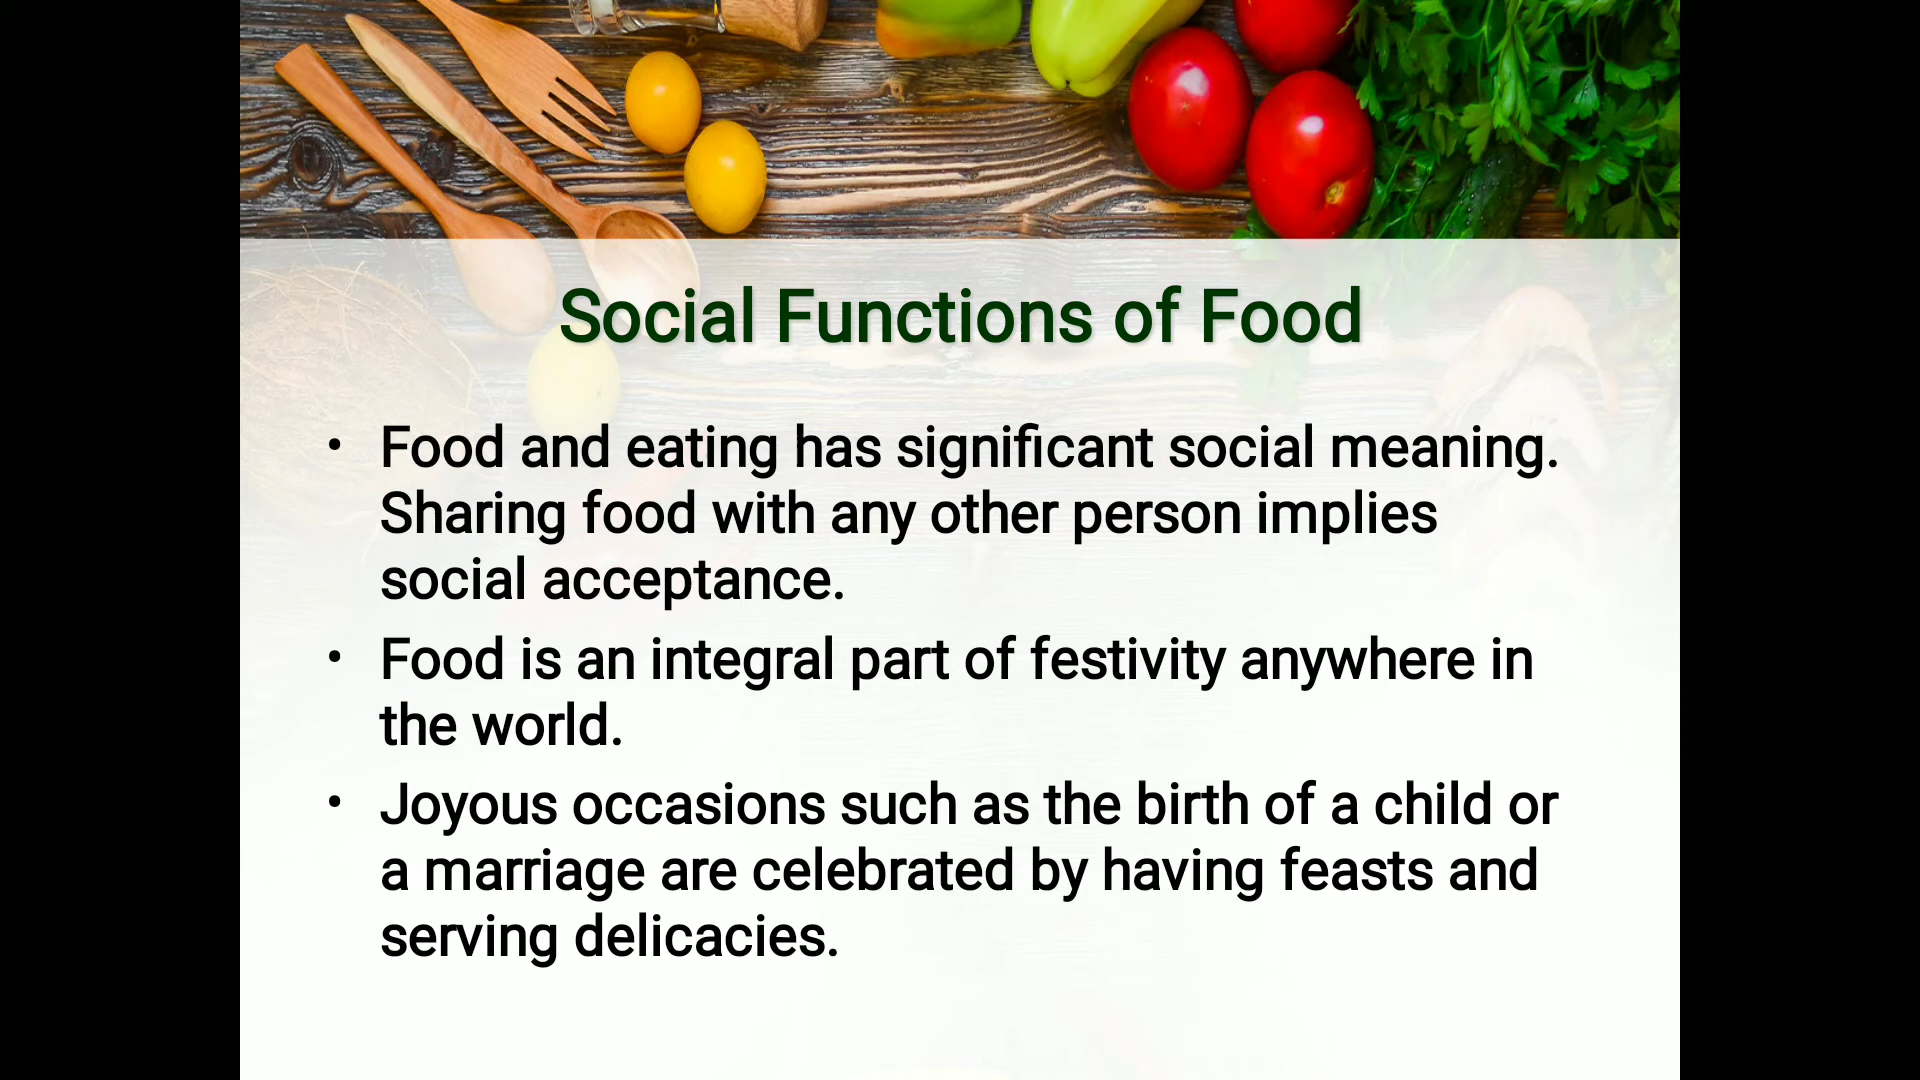 Social Functions of Food
• Food and eating has significant social meaning.
Sharing food with any other person implies
social acceptance.
• Food is an integral part of festivity anywhere in
the world.
• Joyous occasions such as the birth of a child or
a marriage are celebrated by having feasts and
serving delicacies.